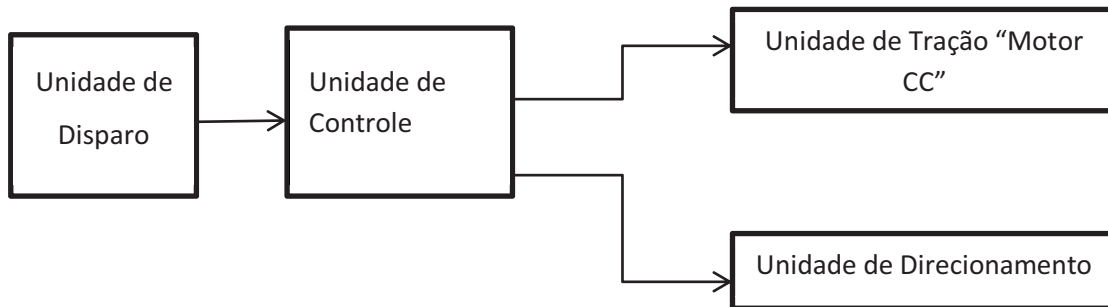 Unidade de
Disparo
Unidade de
Controle
Unidade de Tração “Motor
CC”
Unidade de Direcionamento